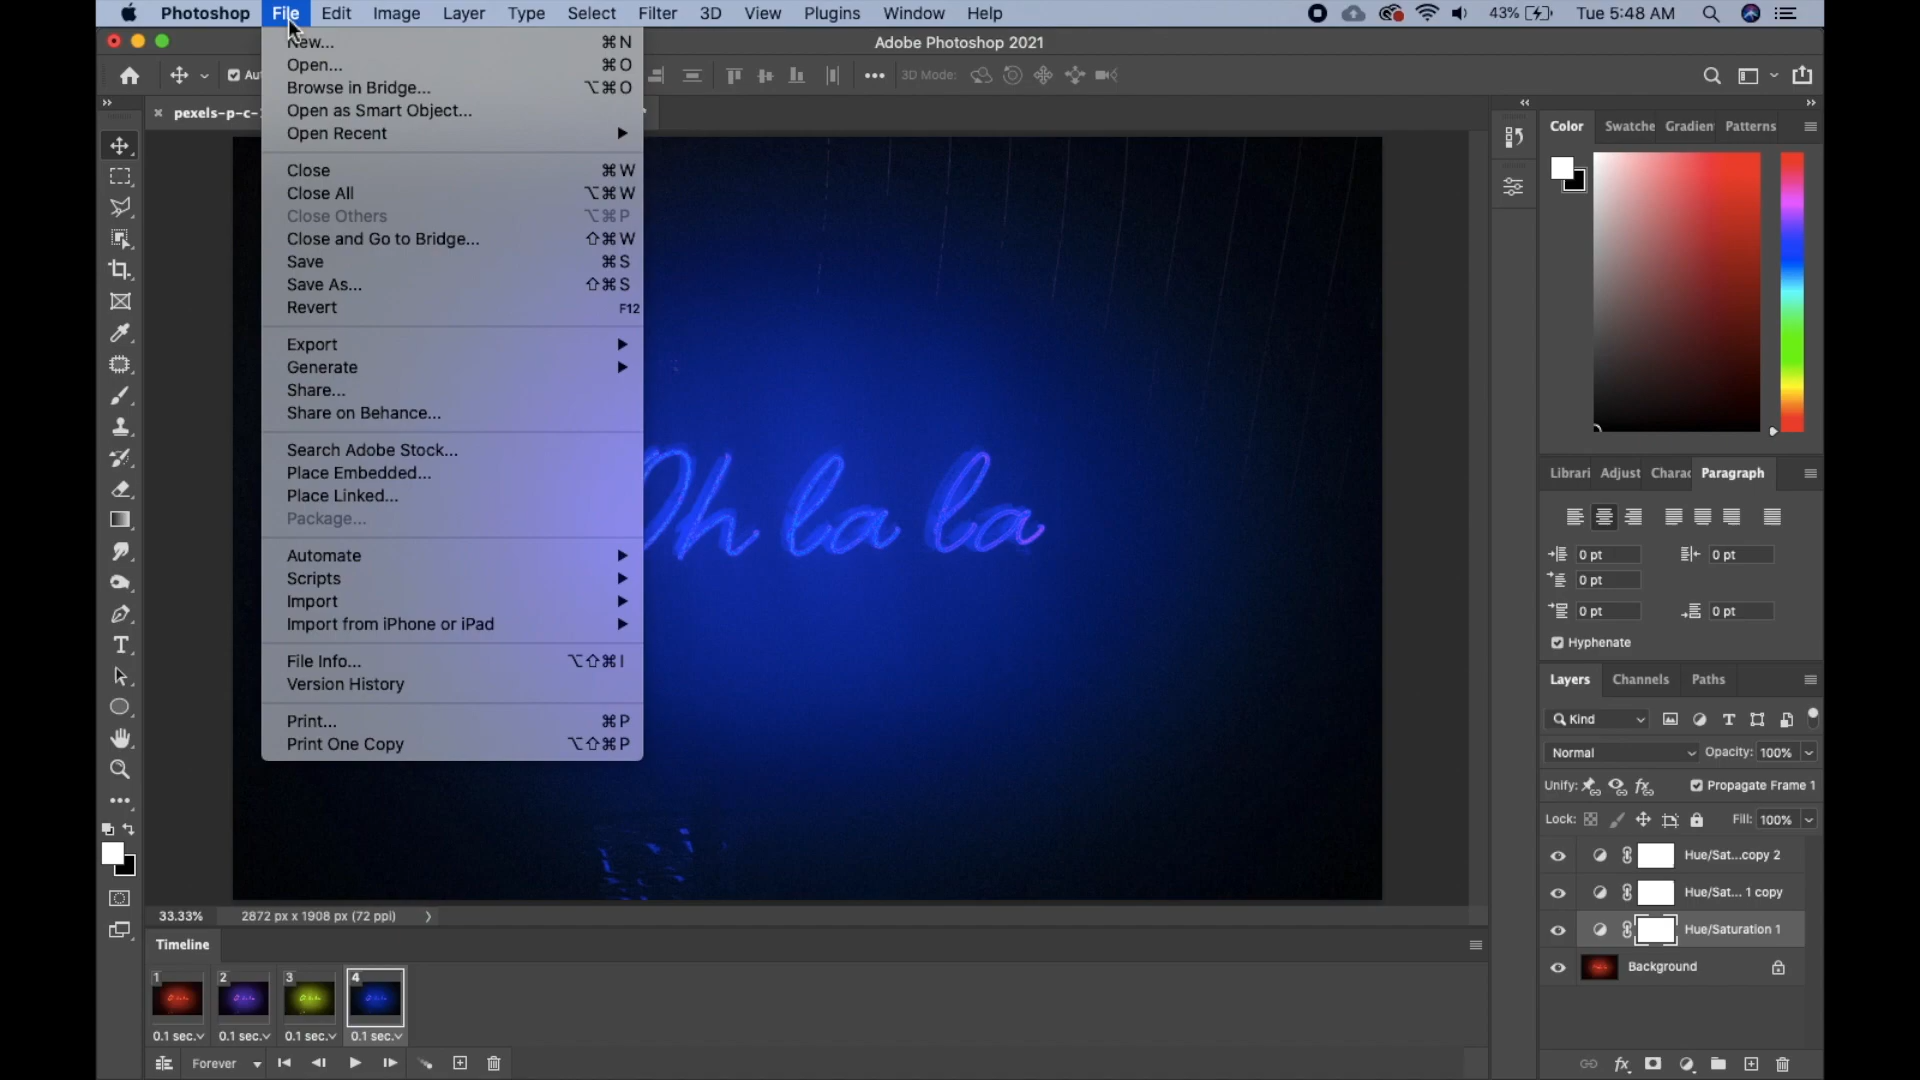 Photoshop File Edit Image Layer Type Select Filter 3D View Plugins Window Help 43% Tue 5:48 AM
Adobe Photoshop 2021
3D Mode:
pexels-p-c-
New... ⌘N
Open... ⌘O
Browse in Bridge... ⌥⌘O
Open as Smart Object...
Open Recent
Close ⌘W
Close All ⌥⌘W
Close Others ⌥⌘P
Close and Go to Bridge... ⇧⌘W
Save ⌘S
Save As... ⇧⌘S
Revert F12
Export
Generate
Share...
Share on Behance...
Search Adobe Stock...
Place Embedded...
Place Linked...
Package...
Automate
Scripts
Import
Import from iPhone or iPad
File Info... ⌥⇧⌘I
Version History
Print... ⌘P
Print One Copy ⌥⇧⌘P
Oh la la
Color Swatche Gradien Patterns
Librari Adjust Charac Paragraph
0 pt 0 pt
0 pt
0 pt 0 pt
Hyphenate
Layers Channels Paths
Kind
Normal Opacity: 100%
Unify: Propagate Frame 1
Lock: Fill: 100%
Hue/Sat...copy 2
Hue/Sat... 1 copy
Hue/Saturation 1
Background
33.33% 2872 px x 1908 px (72 ppi)
Timeline
1 2 3 4
0.1 sec. 0.1 sec. 0.1 sec. 0.1 sec.
Forever